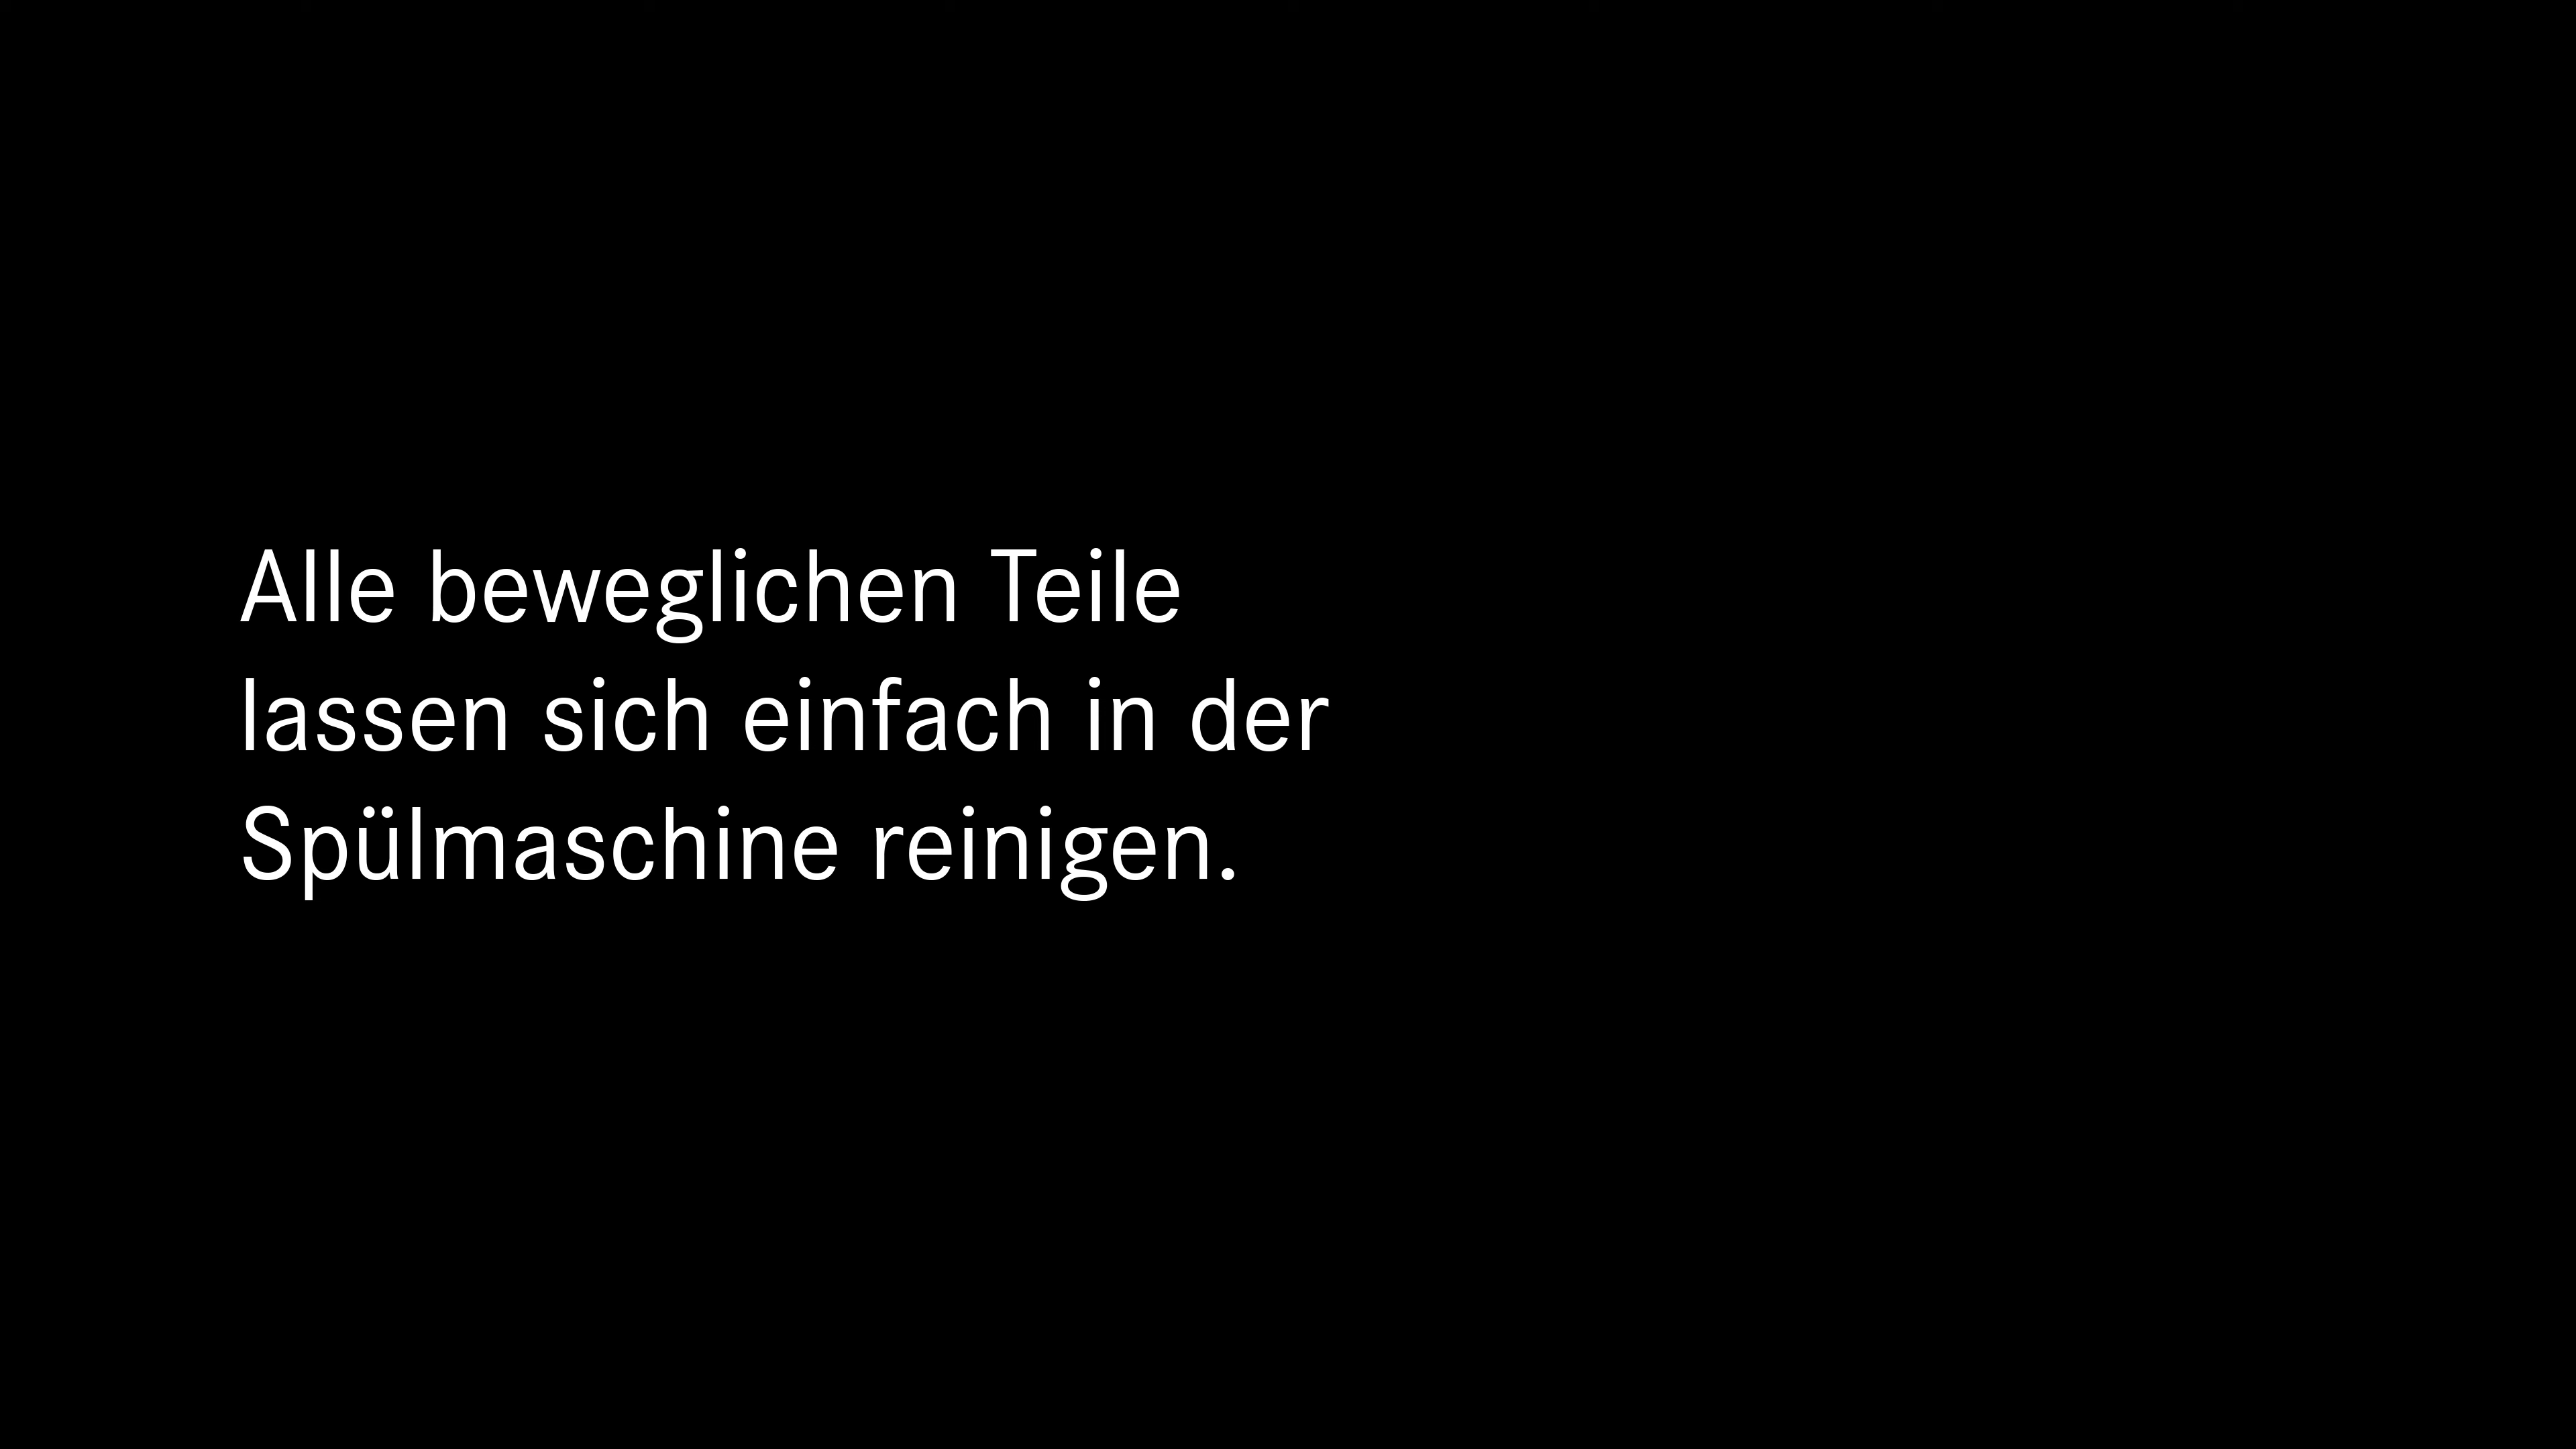 Alle beweglichen Teile
lassen sich einfach in der
Spülmaschine reinigen.